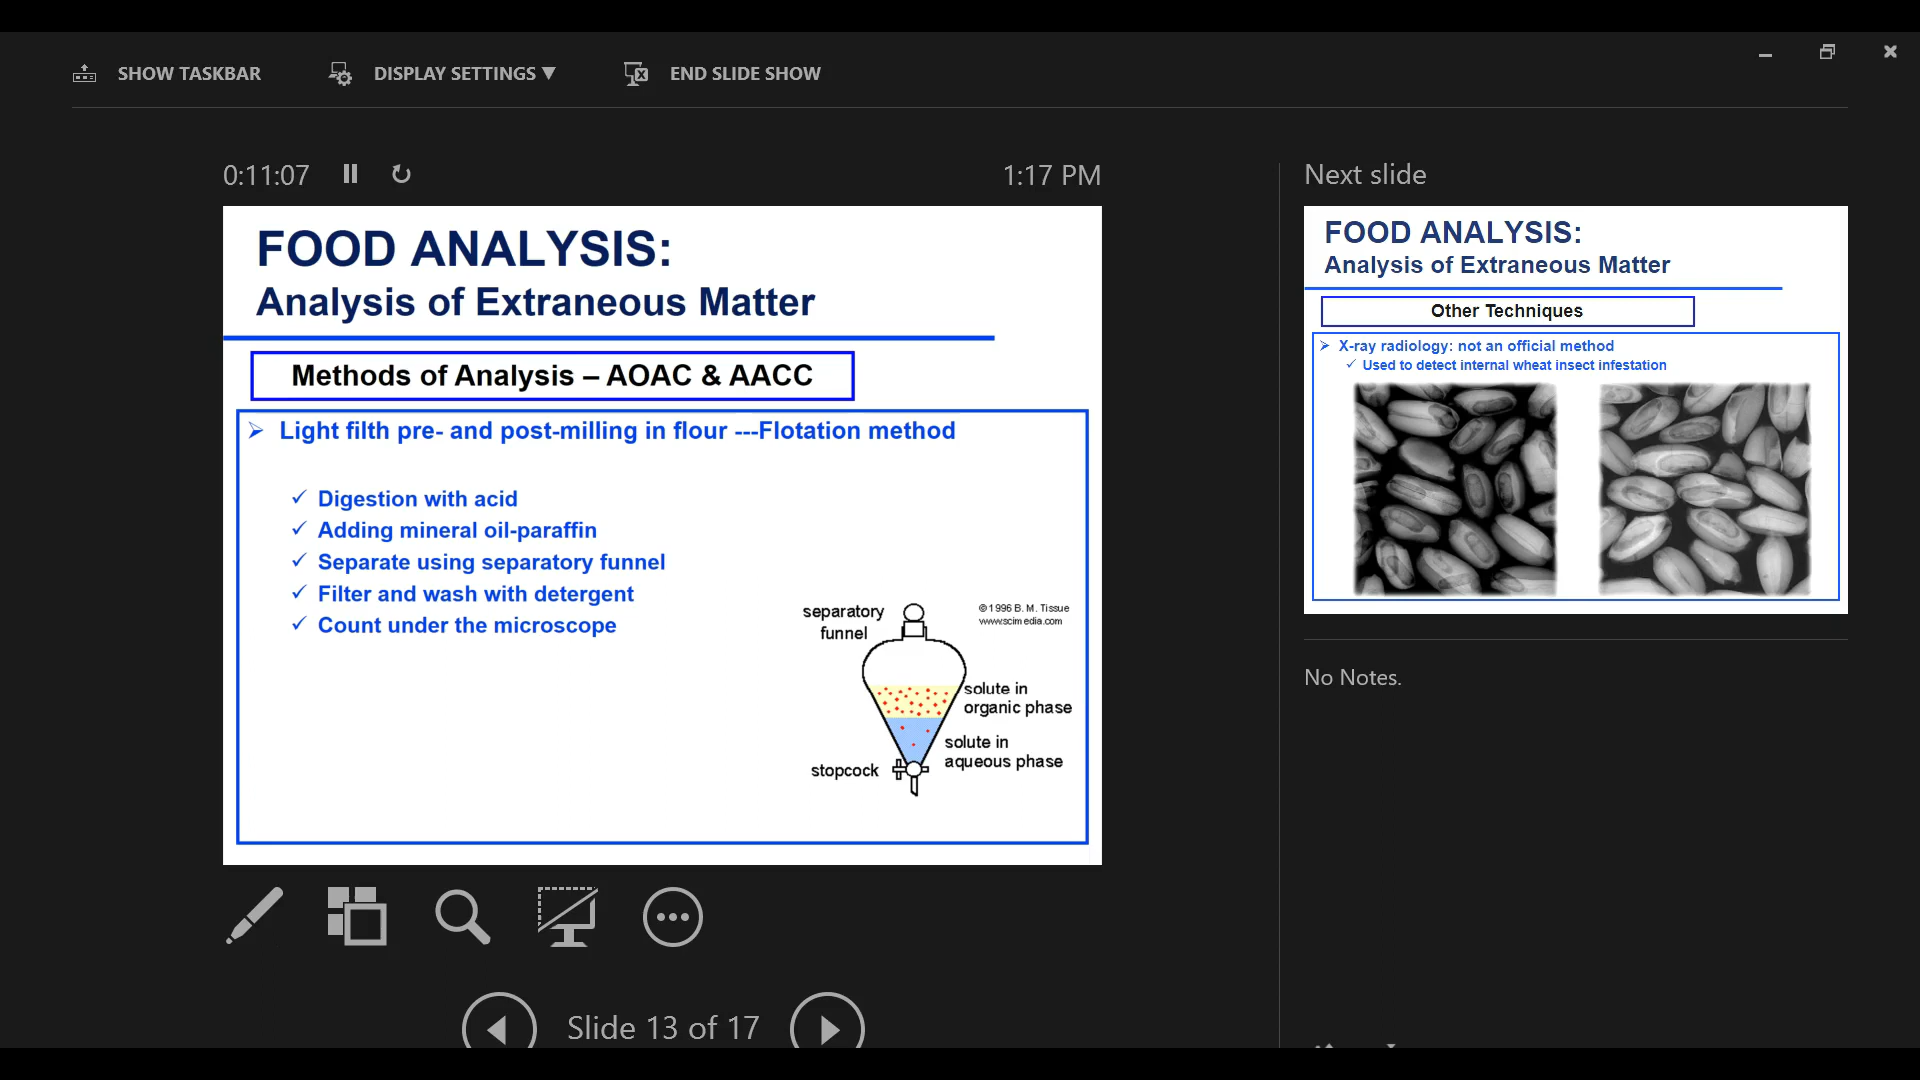 SHOW TASKBAR
DISPLAY SETTINGS ▼
END SLIDE SHOW
0:11:07
1:17 PM
FOOD ANALYSIS:
Analysis of Extraneous Matter
Methods of Analysis – AOAC & AACC
Light filth pre- and post-milling in flour ---Flotation method
Digestion with acid
Adding mineral oil-paraffin
Separate using separatory funnel
Filter and wash with detergent
Count under the microscope
separatory
funnel
© 1996 B. M. Tissue
www.scimedia.com
solute in
organic phase
solute in
aqueous phase
stopcock
Slide 13 of 17
Next slide
FOOD ANALYSIS:
Analysis of Extraneous Matter
Other Techniques
X-ray radiology: not an official method
Used to detect internal wheat insect infestation
No Notes.